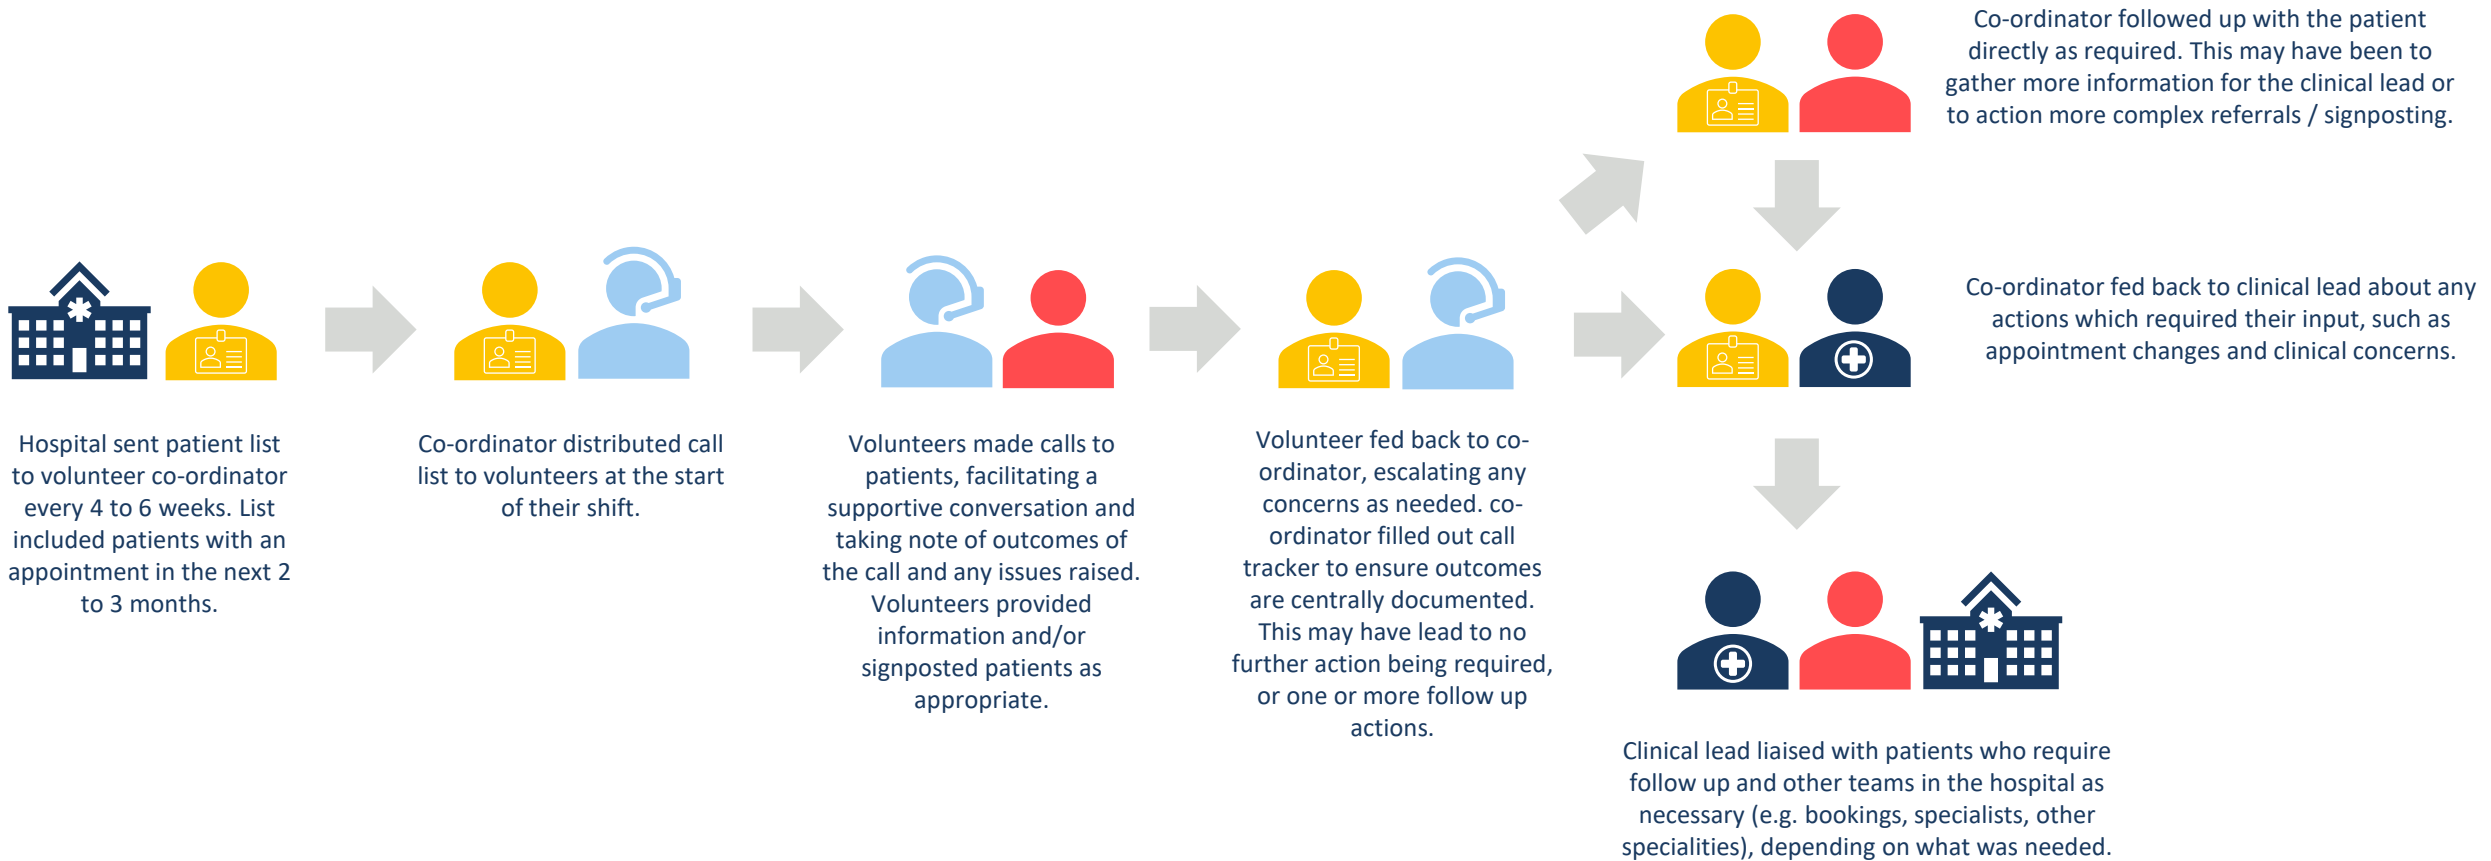 Hospital sent patient list
to volunteer co-ordinator
every 4 to 6 weeks. List
included patients with an
appointment in the next 2
to 3 months.
Co-ordinator distributed call
list to volunteers at the start
of their shift.
Volunteers made calls to
patients, facilitating a
supportive conversation and
taking note of outcomes of
the call and any issues raised.
Volunteers provided
information and/or
signposted patients as
appropriate.
Volunteer fed back to co-
ordinator, escalating any
concerns as needed. co-
ordinator filled out call
tracker to ensure outcomes
are centrally documented.
This may have lead to no
further action being required,
or one or more follow up
actions.
Co-ordinator followed up with the patient
directly as required. This may have been to
gather more information for the clinical lead or
to action more complex referrals / signposting.
Co-ordinator fed back to clinical lead about any
actions which required their input, such as
appointment changes and clinical concerns.
Clinical lead liaised with patients who require
follow up and other teams in the hospital as
necessary (e.g. bookings, specialists, other
specialities), depending on what was needed.